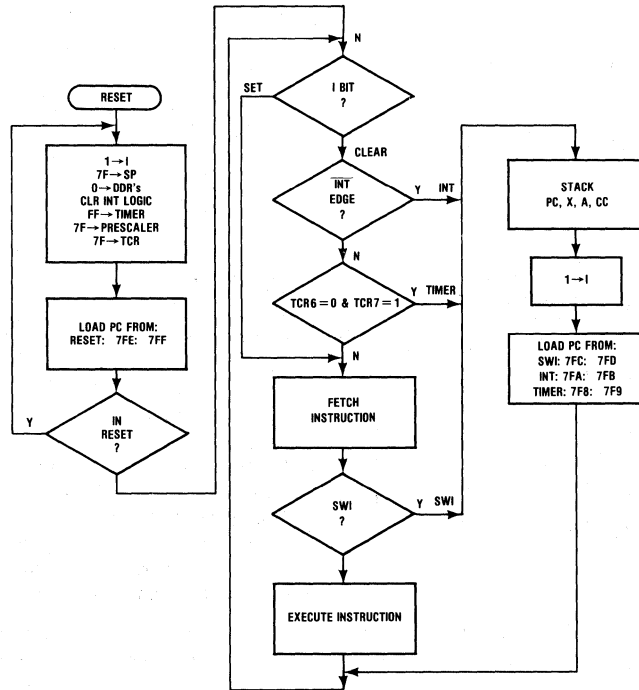 RESET
1→I
7F→SP
0→DDR's
CLR INT LOGIC
FF→TIMER
7F→PRESCALER
7F→TCR
LOAD PC FROM:
RESET: 7FE: 7FF
Y
IN
RESET
?
N
SET
I BIT
?
CLEAR
I̅N̅T̅
EDGE
?
Y INT
N
TCR6 = 0 & TCR7 = 1
Y TIMER
N
FETCH
INSTRUCTION
SWI
?
Y SWI
EXECUTE INSTRUCTION
STACK
PC, X, A, CC
1→I
LOAD PC FROM:
SWI: 7FC: 7FD
INT: 7FA: 7FB
TIMER: 7F8: 7F9